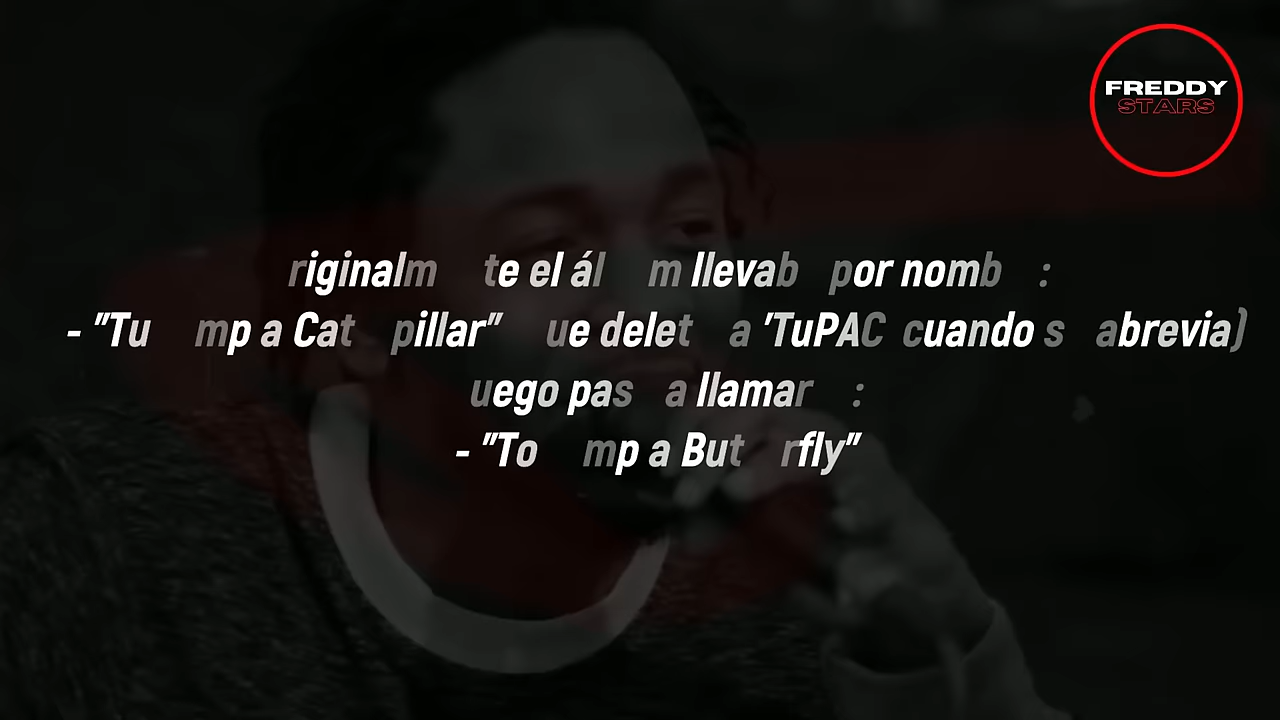 FREDDY
STARS
riginalm te el ál m llevab por nomb :
- "Tu mp a Cat pillar" ue delet a 'TuPAC cuando s abrevia)
uego pas a llamar :
- "To mp a But rfly"